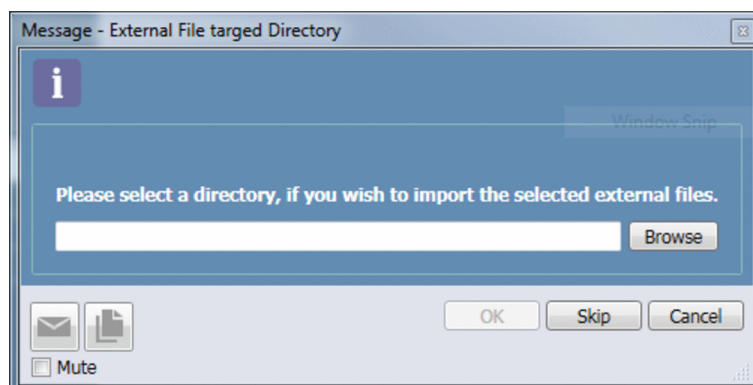 Message - External File targed Directory
i
Window Snip
Please select a directory, if you wish to import the selected external files.
Browse
OK Skip Cancel
Mute